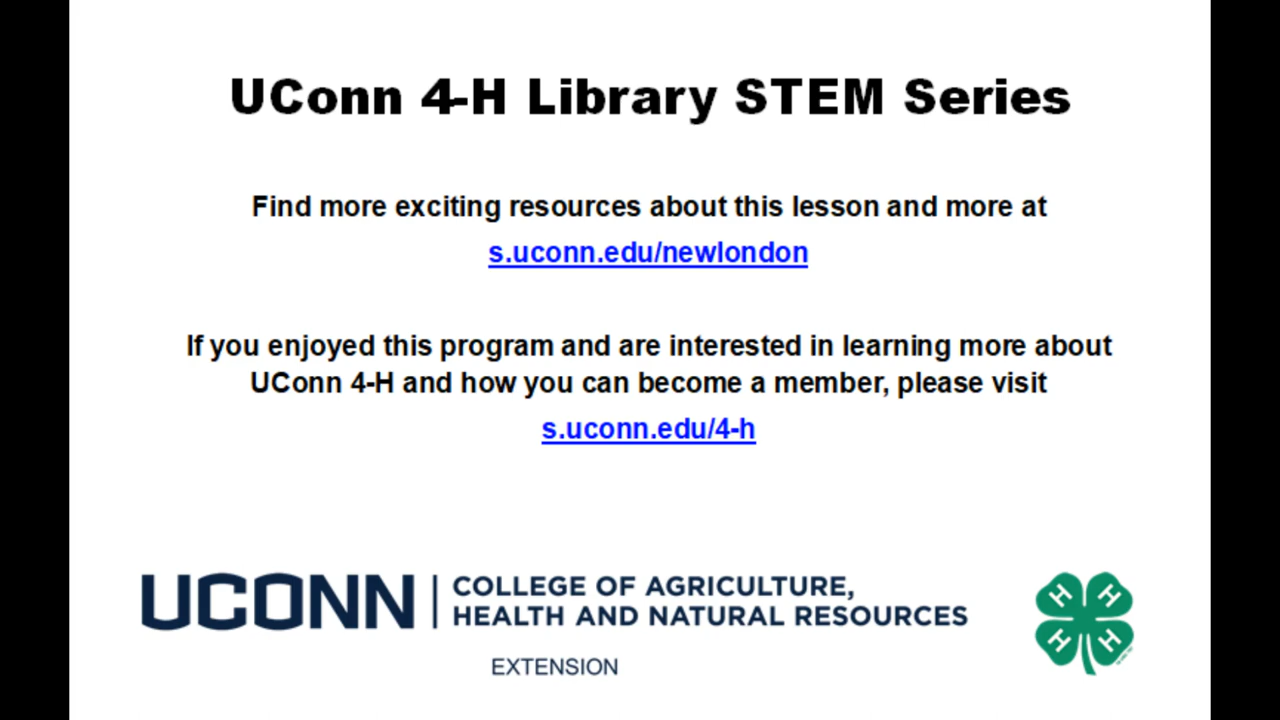 UConn 4-H Library STEM Series
Find more exciting resources about this lesson and more at
s.uconn.edu/newlondon
If you enjoyed this program and are interested in learning more about
UConn 4-H and how you can become a member, please visit
s.uconn.edu/4-h
UCONN
COLLEGE OF AGRICULTURE,
HEALTH AND NATURAL RESOURCES
EXTENSION
H H
H H